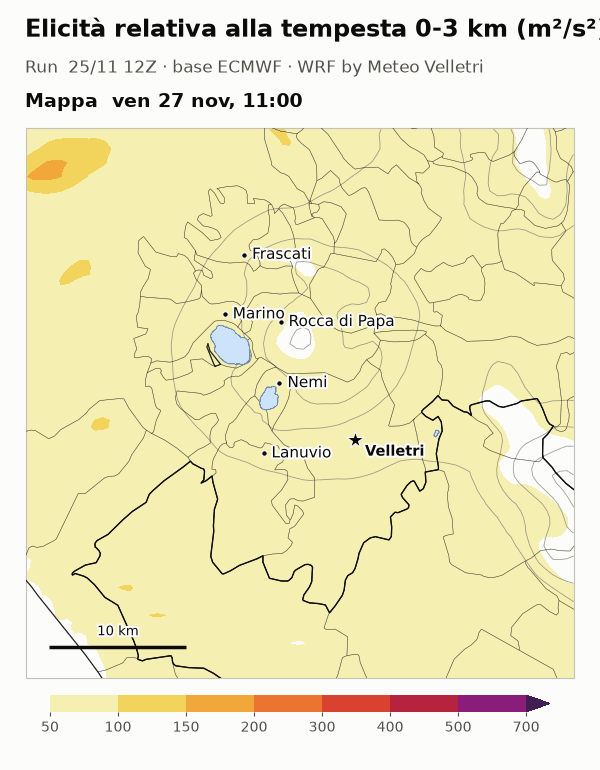 Elicità relativa alla tempesta 0-3 km (m²/s²)
Run 25/11 12Z · base ECMWF · WRF by Meteo Velletri
Mappa ven 27 nov, 11:00
Frascati
Marino
Rocca di Papa
Nemi
Velletri
Lanuvio
10 km
50 100 150 200 300 400 500 700